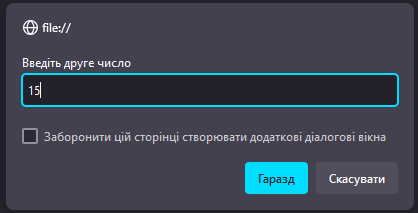 file://
Введіть друге число
15
Заборонити цій сторінці створювати додаткові діалогові вікна
Гаразд Скасувати